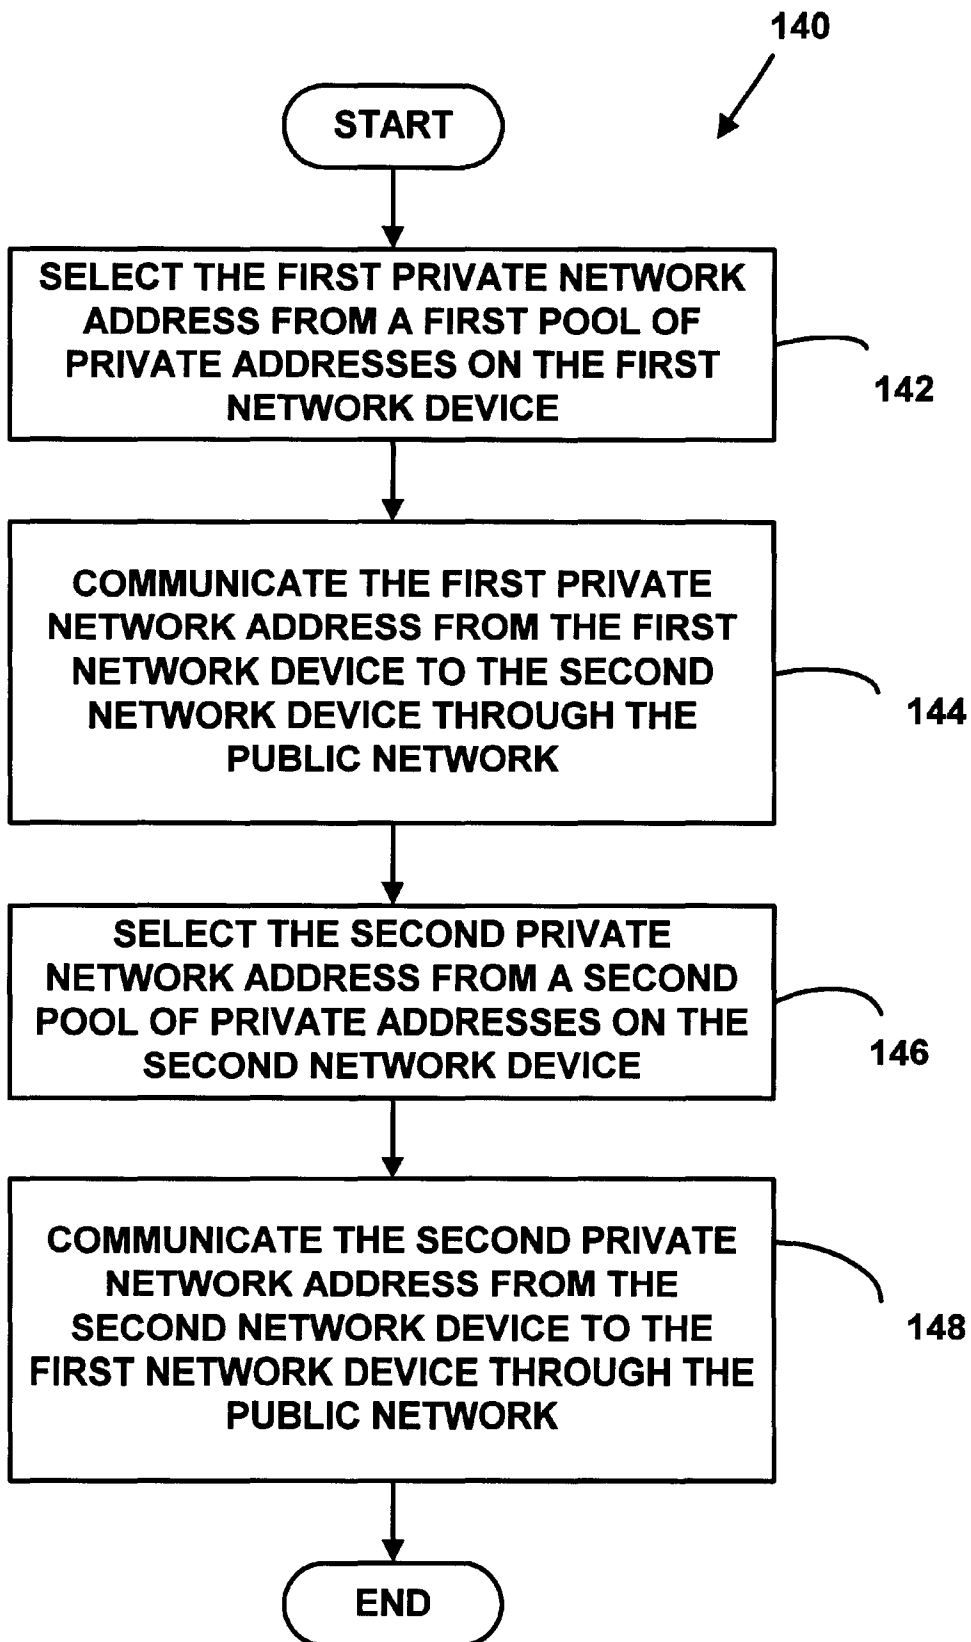 140
START
SELECT THE FIRST PRIVATE NETWORK
ADDRESS FROM A FIRST POOL OF
PRIVATE ADDRESSES ON THE FIRST
NETWORK DEVICE
142
COMMUNICATE THE FIRST PRIVATE
NETWORK ADDRESS FROM THE FIRST
NETWORK DEVICE TO THE SECOND
NETWORK DEVICE THROUGH THE
PUBLIC NETWORK
144
SELECT THE SECOND PRIVATE
NETWORK ADDRESS FROM A SECOND
POOL OF PRIVATE ADDRESSES ON THE
SECOND NETWORK DEVICE
146
COMMUNICATE THE SECOND PRIVATE
NETWORK ADDRESS FROM THE
SECOND NETWORK DEVICE TO THE
FIRST NETWORK DEVICE THROUGH THE
PUBLIC NETWORK
148
END